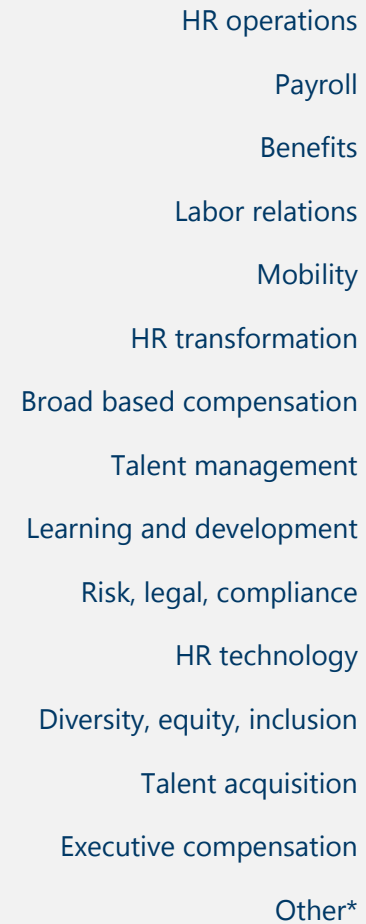 HR operations
Payroll
Benefits
Labor relations
Mobility
HR transformation
Broad based compensation
Talent management
Learning and development
Risk, legal, compliance
HR technology
Diversity, equity, inclusion
Talent acquisition
Executive compensation
Other*